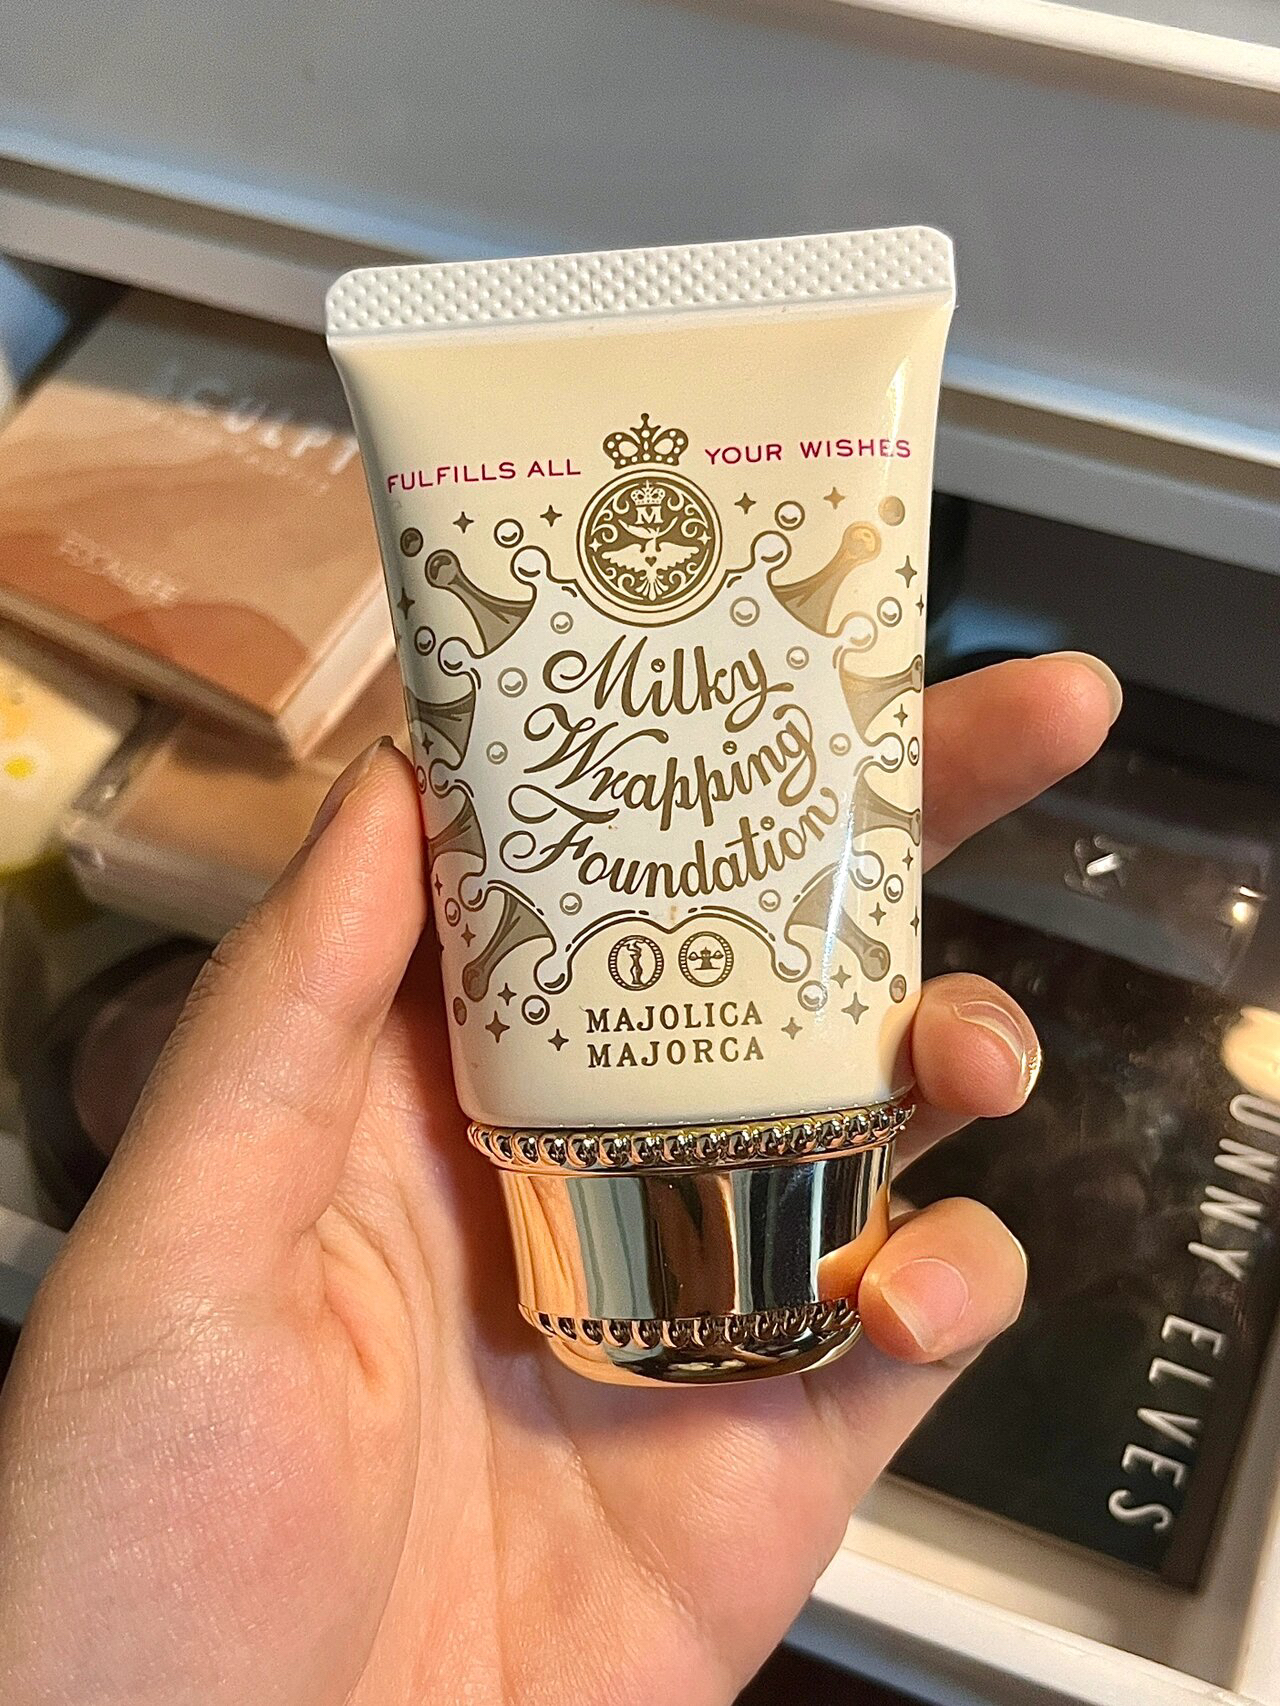 FULFILLS ALL YOUR WISHES
M
Milky
Wrapping
Foundation
MAJOLICA
MAJORCA
UNNY ELVES